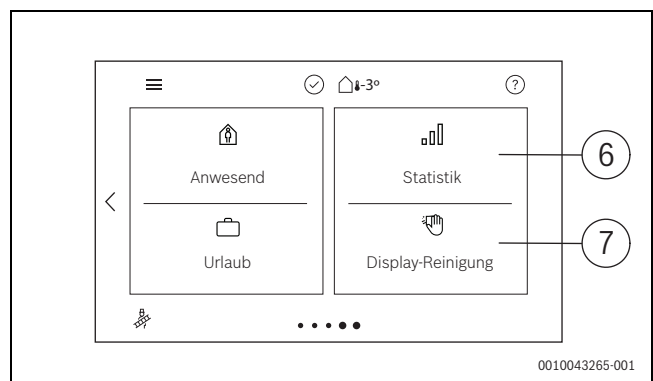 -3°
?
Anwesend
Statistik
6
Urlaub
Display-Reinigung
7
0010043265-001